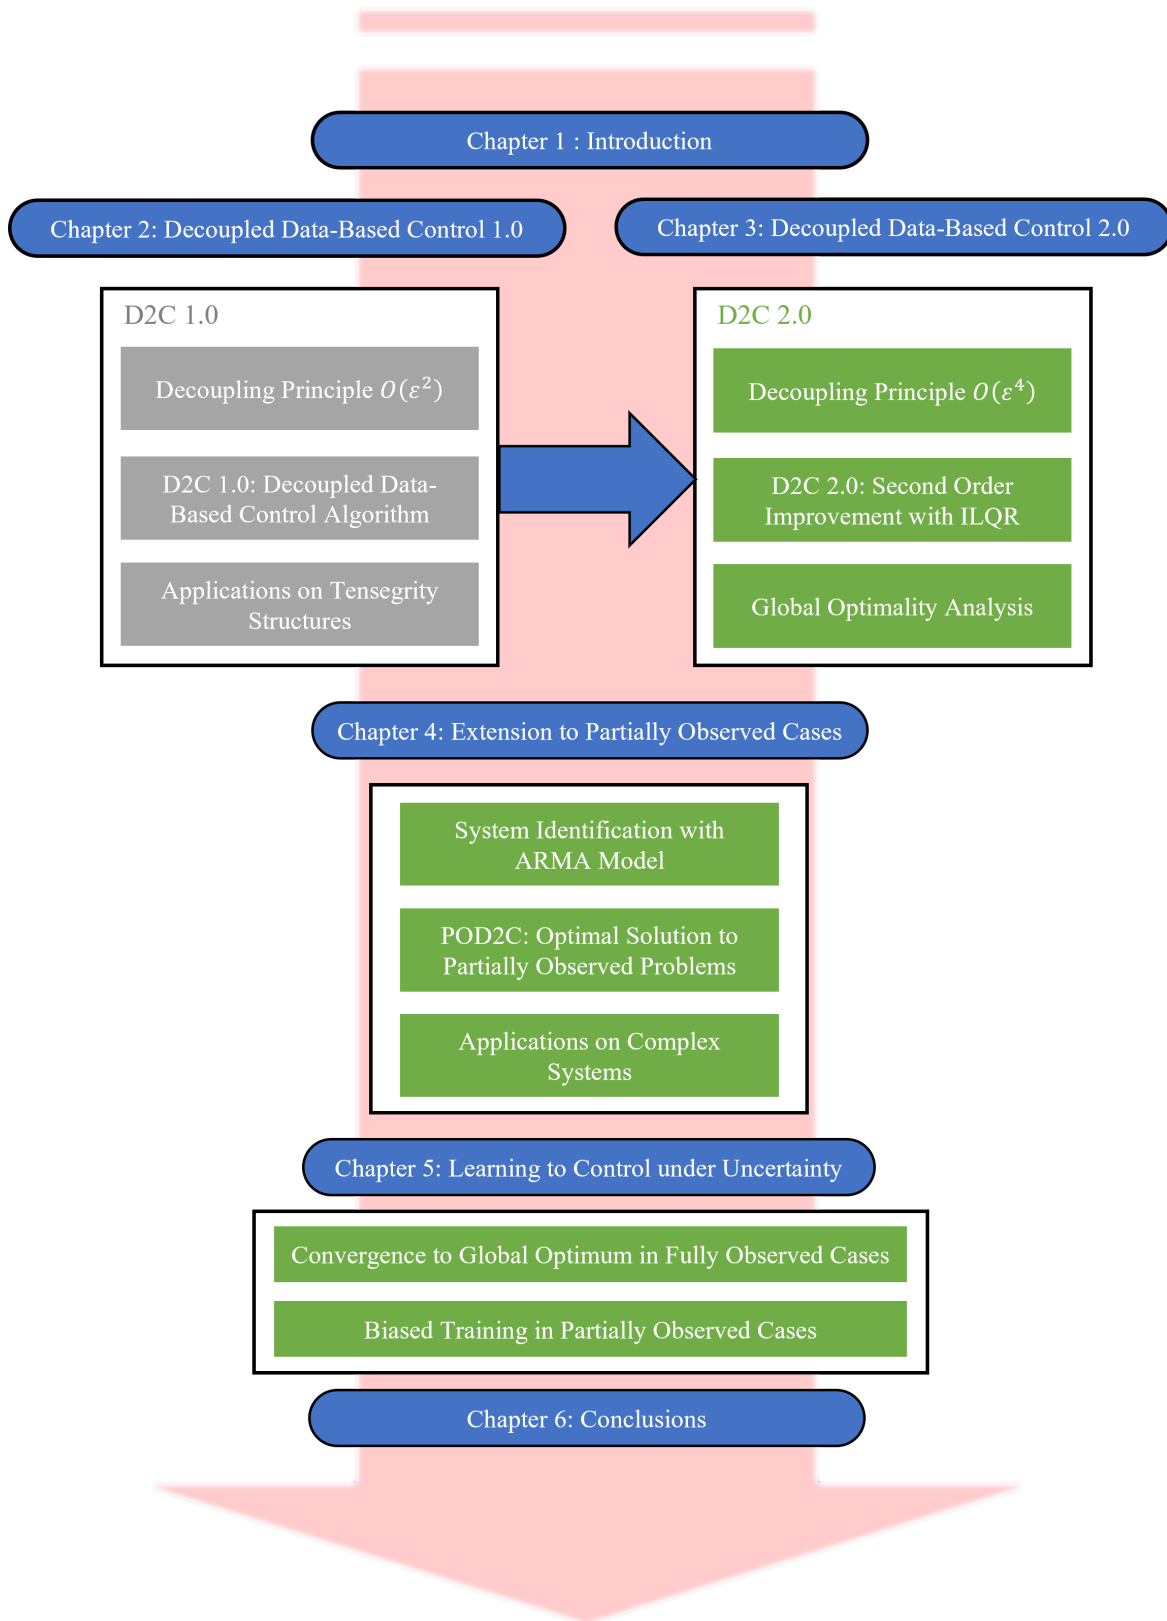 Chapter 1 : Introduction
Chapter 2: Decoupled Data-Based Control 1.0
Chapter 3: Decoupled Data-Based Control 2.0
D2C 1.0
Decoupling Principle O(ε²)
D2C 1.0: Decoupled Data-
Based Control Algorithm
Applications on Tensegrity
Structures
D2C 2.0
Decoupling Principle O(ε⁴)
D2C 2.0: Second Order
Improvement with ILQR
Global Optimality Analysis
Chapter 4: Extension to Partially Observed Cases
System Identification with
ARMA Model
POD2C: Optimal Solution to
Partially Observed Problems
Applications on Complex
Systems
Chapter 5: Learning to Control under Uncertainty
Convergence to Global Optimum in Fully Observed Cases
Biased Training in Partially Observed Cases
Chapter 6: Conclusions